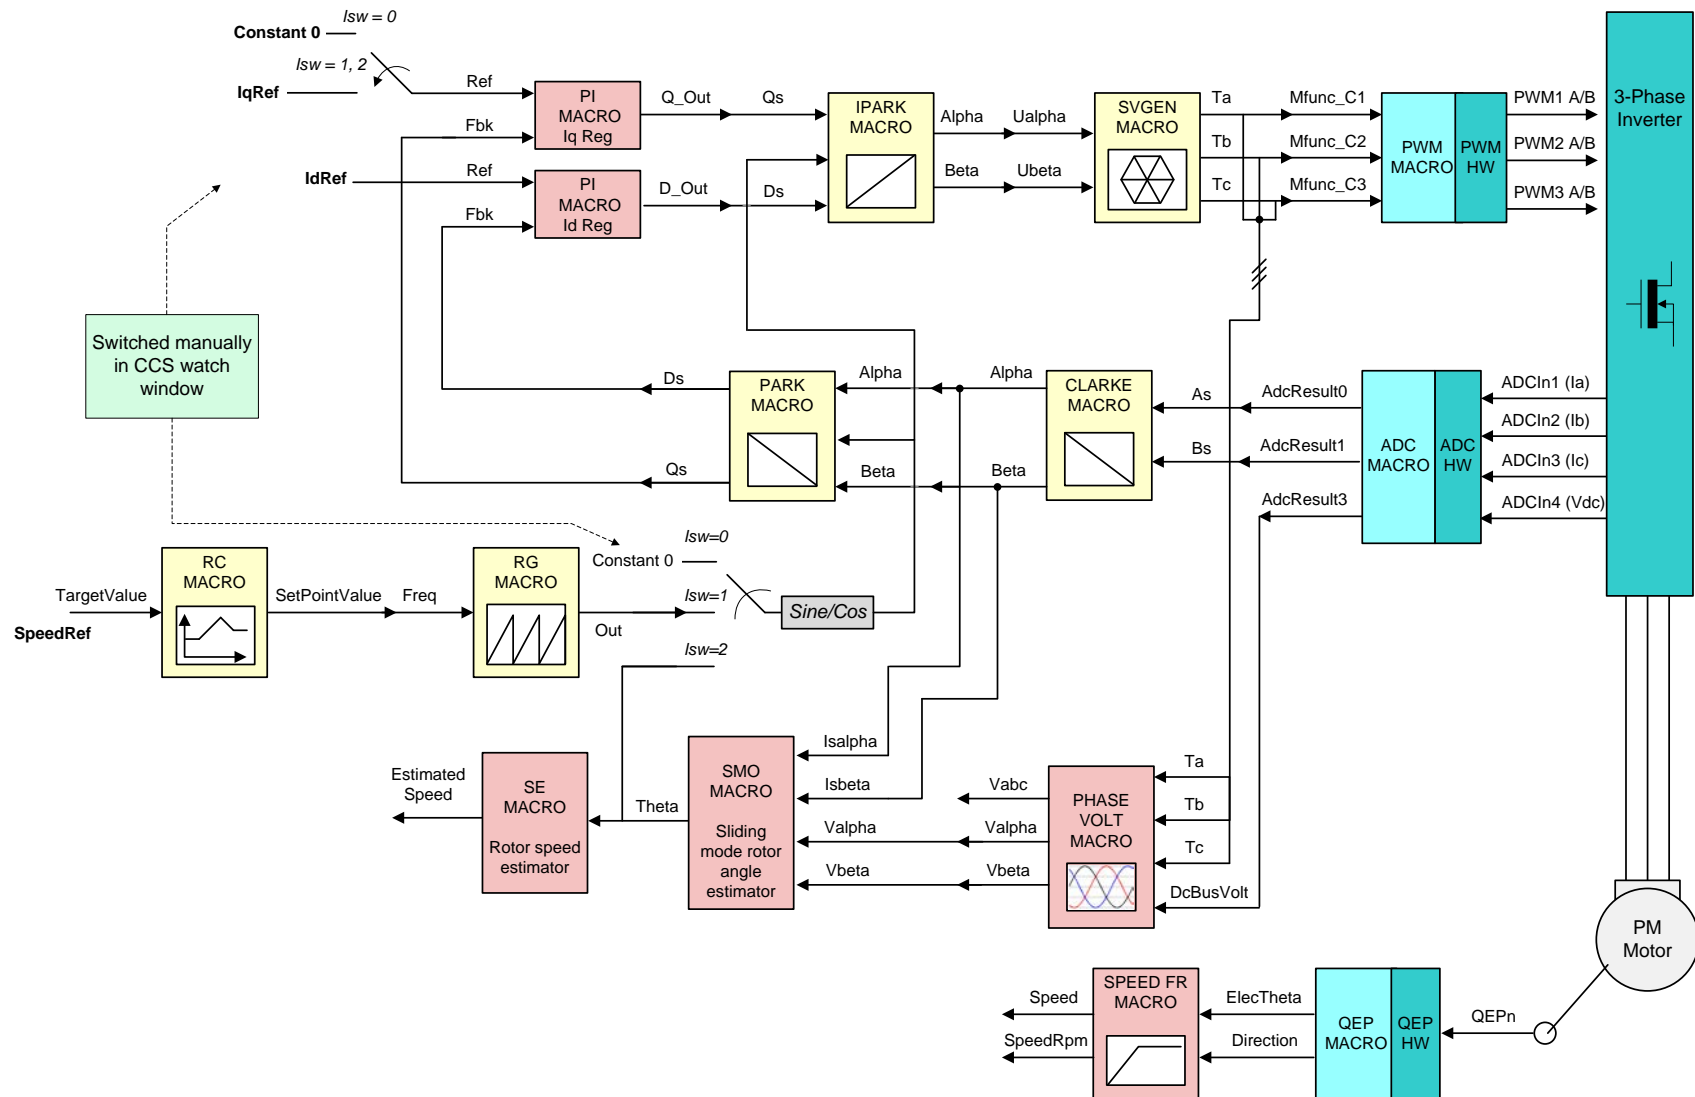 Isw = 0
Constant 0
Isw = 1, 2
IqRef
Ref
Fbk
PI
MACRO
Iq Reg
Q_Out
Qs
IdRef
Ref
Fbk
PI
MACRO
Id Reg
D_Out
Ds
IPARK
MACRO
Alpha
Ualpha
Beta
Ubeta
SVGEN
MACRO
Ta
Mfunc_C1
Tb
Mfunc_C2
Tc
Mfunc_C3
PWM
MACRO
PWM
HW
PWM1 A/B
PWM2 A/B
PWM3 A/B
3-Phase
Inverter
Switched manually
in CCS watch
window
Ds
Qs
PARK
MACRO
Alpha
Alpha
Beta
Beta
CLARKE
MACRO
As
AdcResult0
Bs
AdcResult1
AdcResult3
ADC
MACRO
ADC
HW
ADCIn1 (Ia)
ADCIn2 (Ib)
ADCIn3 (Ic)
ADCIn4 (Vdc)
TargetValue
SpeedRef
RC
MACRO
SetPointValue
Freq
RG
MACRO
Out
Isw=0
Constant 0
Isw=1
Isw=2
Sine/Cos
Estimated
Speed
SE
MACRO
Rotor speed
estimator
Theta
SMO
MACRO
Sliding
mode rotor
angle
estimator
Isalpha
Isbeta
Valpha
Vbeta
Vabc
Valpha
Vbeta
PHASE
VOLT
MACRO
Ta
Tb
Tc
DcBusVolt
PM
Motor
Speed
SpeedRpm
SPEED FR
MACRO
ElecTheta
Direction
QEP
MACRO
QEP
HW
QEPn